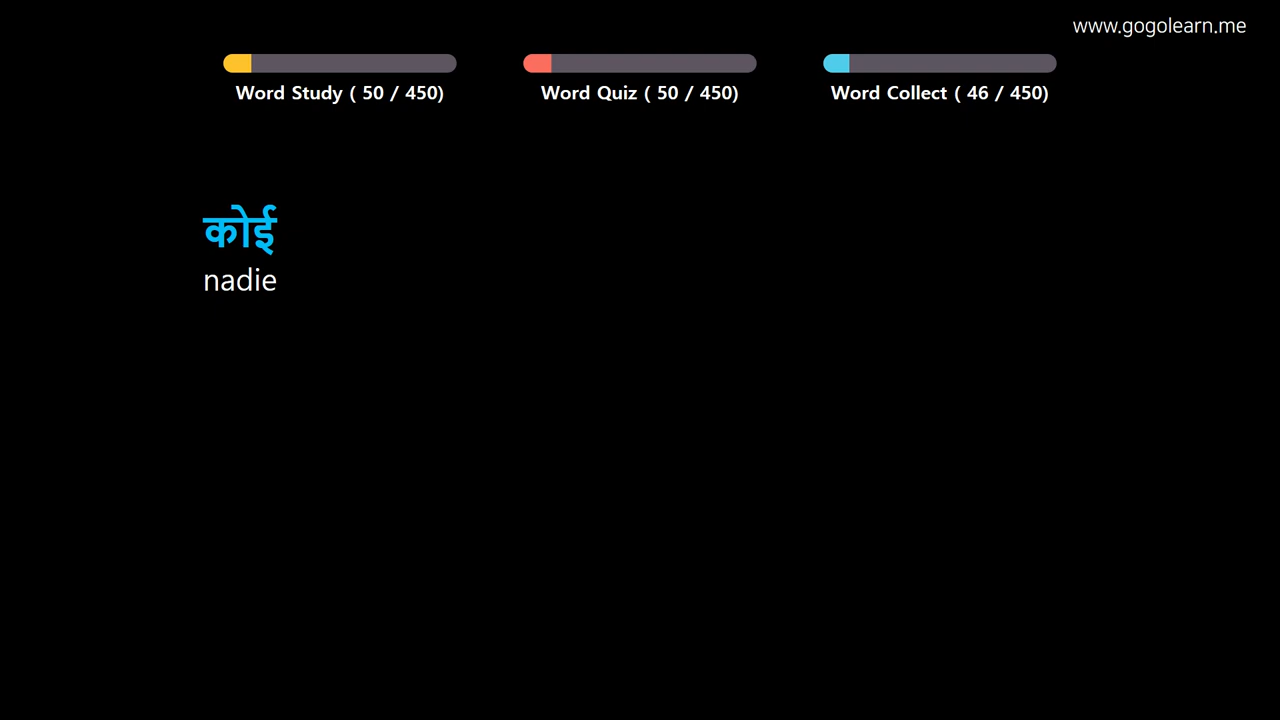 www.gogolearn.me
Word Study ( 50 / 450)
Word Quiz ( 50 / 450)
Word Collect ( 46 / 450)
कोई
nadie